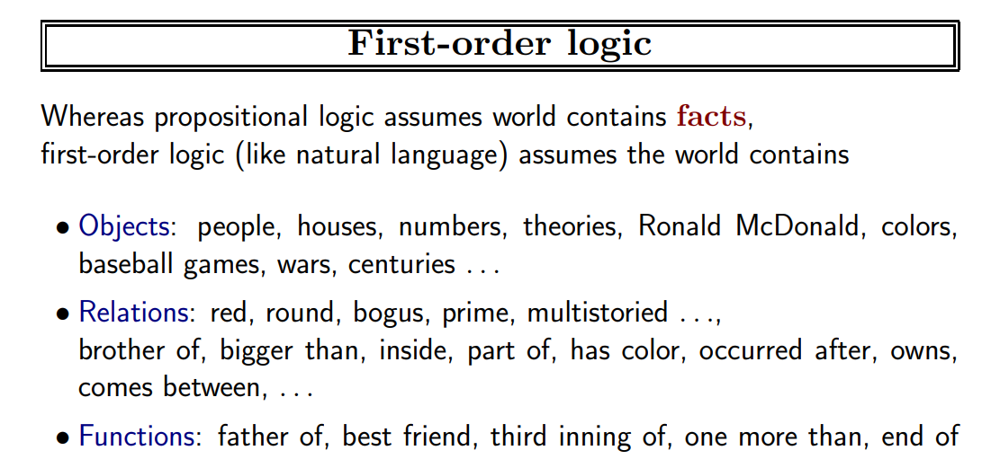 First-order logic
Whereas propositional logic assumes world contains facts,
first-order logic (like natural language) assumes the world contains
• Objects: people, houses, numbers, theories, Ronald McDonald, colors,
baseball games, wars, centuries . . .
• Relations: red, round, bogus, prime, multistoried . . .,
brother of, bigger than, inside, part of, has color, occurred after, owns,
comes between, . . .
• Functions: father of, best friend, third inning of, one more than, end of